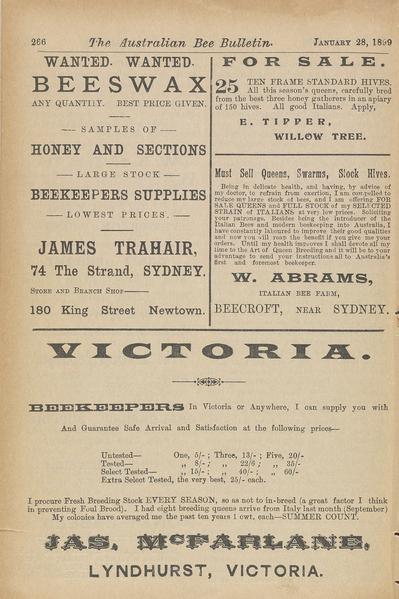 266 The Australian Bee Bulletin. JANUARY 28, 1899
WANTED. WANTED.
BEESWAX
ANY QUANTITY. BEST PRICE GIVEN.
— SAMPLES OF —
HONEY AND SECTIONS
— LARGE STOCK —
BEEKEEPERS SUPPLIES
— LOWEST PRICES. —
JAMES TRAHAIR,
74 The Strand, SYDNEY.
STORE AND BRANCH SHOP——
180 King Street Newtown.
FOR SALE.
25 TEN FRAME STANDARD HIVES.
All this season's queens, carefully bred
from the best three honey gatherers in an apiary
of 150 hives. All good Italians. Apply,
E. TIPPER,
WILLOW TREE.
Must Sell Queens, Swarms, Stock Hives.
Being in delicate health, and having, by advice of
my doctor, to refrain from exertion, I am compelled to
reduce my large stock of bees, and I am offering FOR
SALE QUEENS and FULL STOCK of my SELECTED
STRAIN of ITALIANS at very low prices. Soliciting
your patronage. Besides being the introducer of the
Italian Bees and modern beekeeping into Australia, I
have constantly laboured to improve their good qualities
and now you will reap the benefit if you give me your
orders. Until my health improves I shall devote all my
time to the Art of Queen Breeding and it will be to your
advantage to send your instructions all to Australia's
first and foremost beekeeper.
W. ABRAMS,
ITALIAN BEE FARM,
BEECROFT, NEAR SYDNEY.
VICTORIA.
BEEKEEPERS In Victoria or Anywhere, I can supply you with
And Guarantee Safe Arrival and Satisfaction at the following prices—
Untested— One, 5/- ; Three, 13/- ; Five, 20/-
Tested— „ 8/- ; „ 22/6 ; „ 35/-
Select Tested— „ 15/- ; „ 40/- ; „ 60/-
Extra Select Tested, the very best, 25/- each.
I procure Fresh Breeding Stock EVERY SEASON, so as not to in-breed (a great factor I think
in preventing Foul Brood). I had eight breeding queens arrive from Italy last month (September)
My colonies have averaged me the past ten years 1 cwt. each—SUMMER COUNT.
JAS. McFARLANE,
LYNDHURST, VICTORIA.